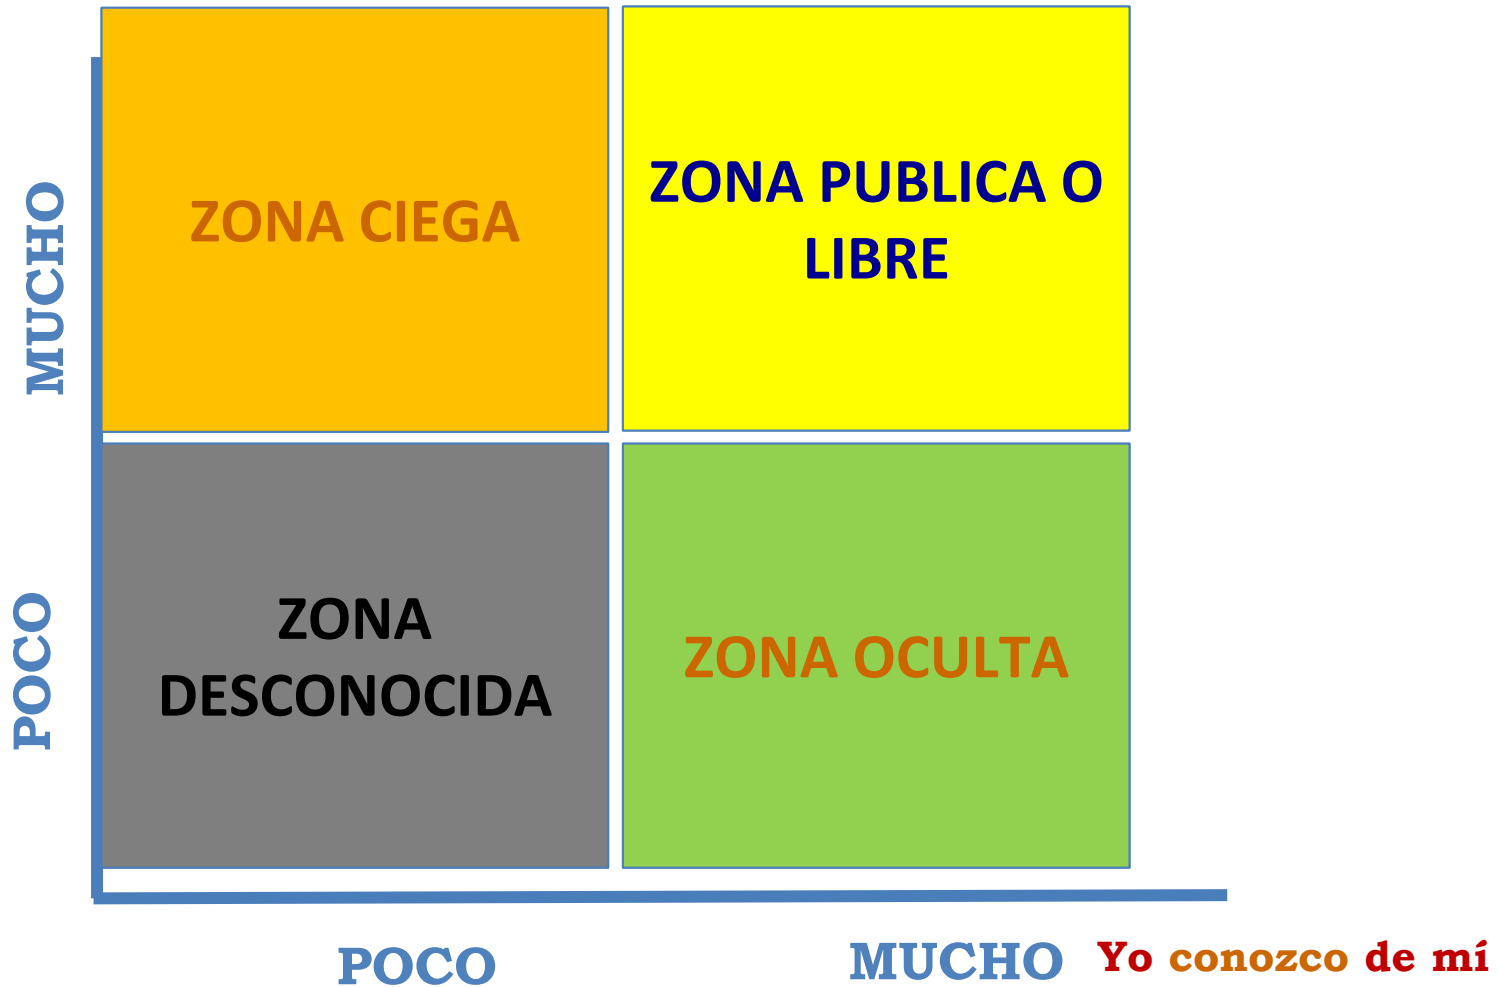 MUCHO
ZONA CIEGA
ZONA PUBLICA O
LIBRE
POCO
ZONA
DESCONOCIDA
ZONA OCULTA
POCO
MUCHO
Yo conozco de mí